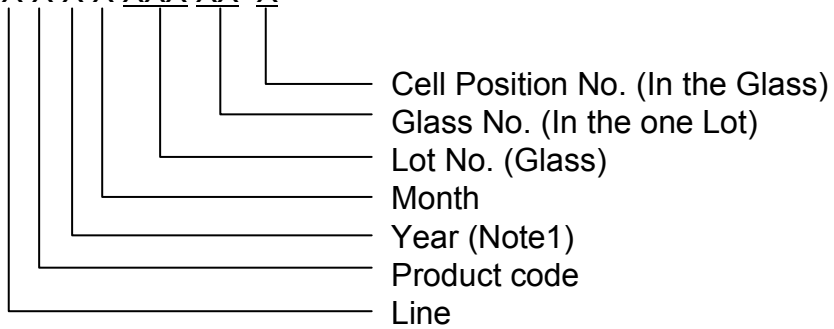 Cell Position No. (In the Glass)
Glass No. (In the one Lot)
Lot No. (Glass)
Month
Year (Note1)
Product code
Line